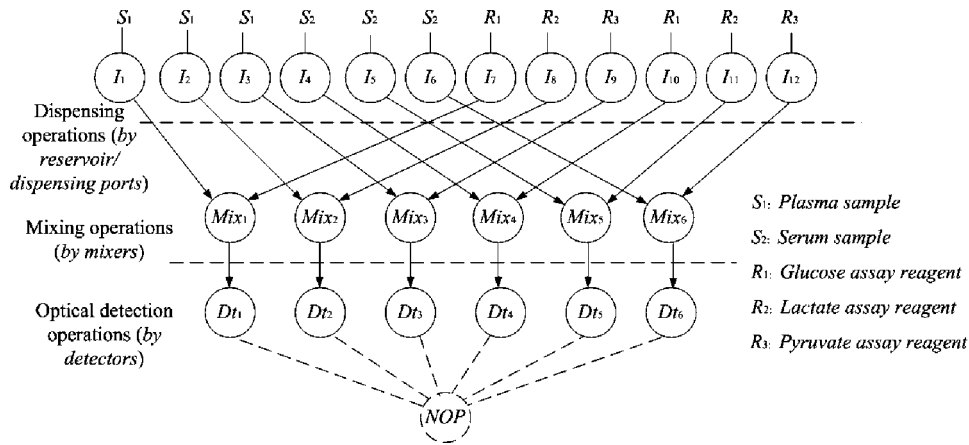 S₁ S₁ S₁ S₂ S₂ S₂ R₁ R₂ R₃ R₁ R₂ R₃
I₁ I₂ I₃ I₄ I₅ I₆ I₇ I₈ I₉ I₁₀ I₁₁ I₁₂
Dispensing
operations (by
reservoir/
dispensing ports)
Mix₁ Mix₂ Mix₃ Mix₄ Mix₅ Mix₆
Mixing operations
(by mixers)
Optical detection
operations (by
detectors)
Dt₁ Dt₂ Dt₃ Dt₄ Dt₅ Dt₆
NOP
S₁: Plasma sample
S₂: Serum sample
R₁: Glucose assay reagent
R₂: Lactate assay reagent
R₃: Pyruvate assay reagent